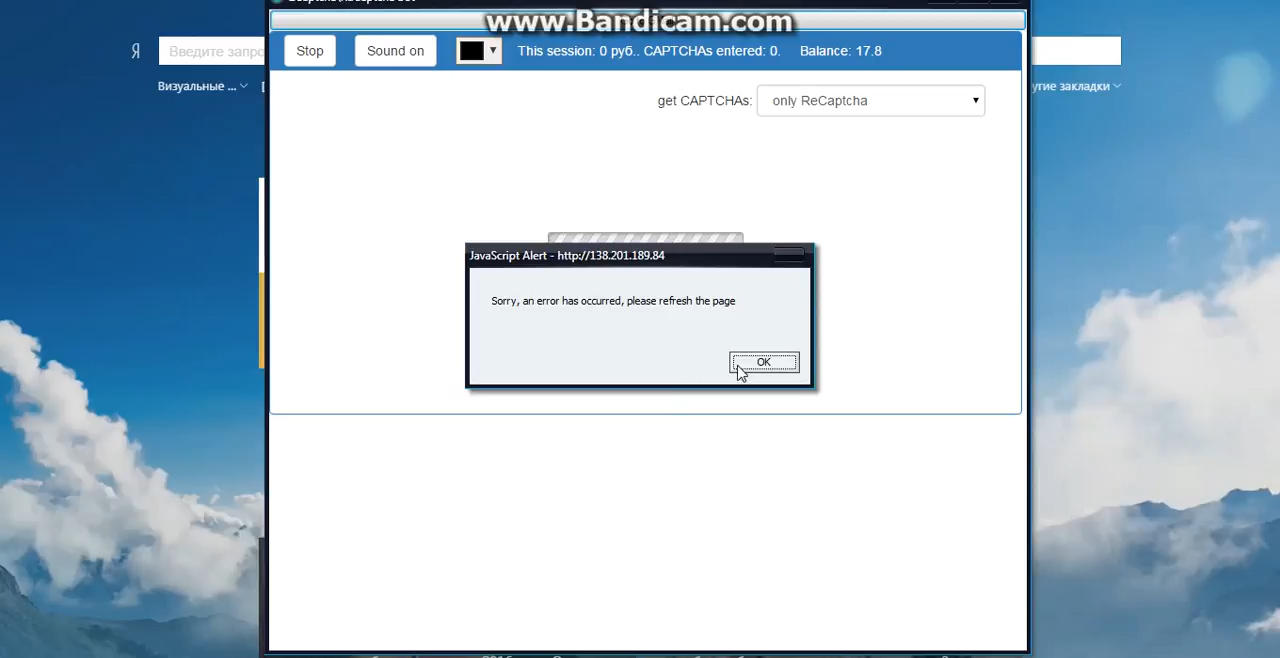 www.Bandicam.com
Я
Введите запро
Stop
Sound on
This session: 0 руб.. CAPTCHAs entered: 0.
Balance: 17.8
Визуальные ...
get CAPTCHAs:
only ReCaptcha
угие закладки
JavaScript Alert - http://138.201.189.84
Sorry, an error has occurred, please refresh the page
OK